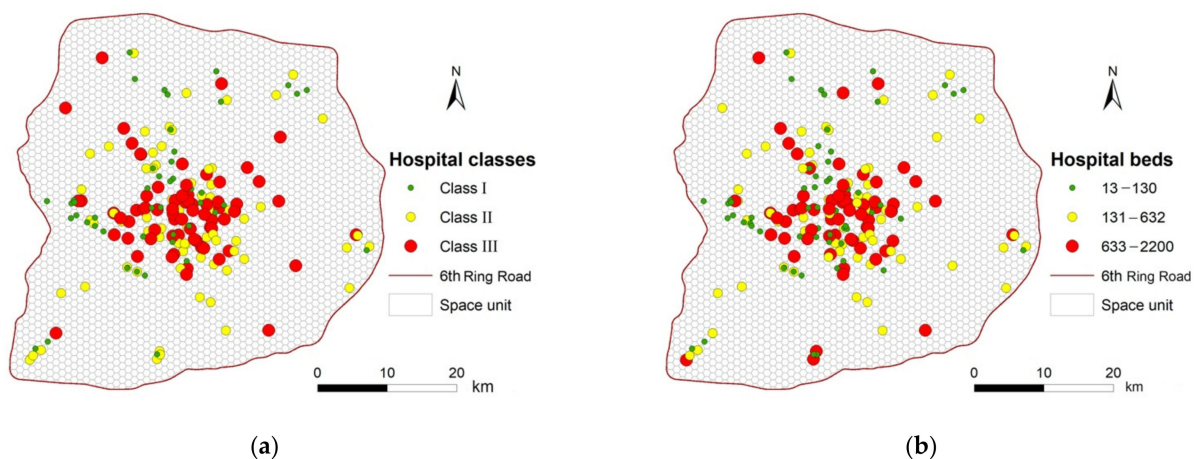 N
Hospital classes
Class Ⅰ
Class Ⅱ
Class Ⅲ
6th Ring Road
Space unit
0 10 20
km
(a)
N
Hospital beds
13－130
131－632
633－2200
6th Ring Road
Space unit
0 10 20
km
(b)